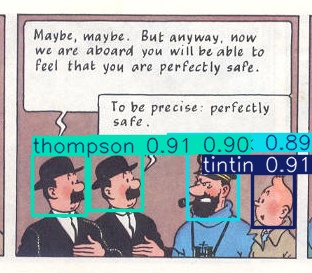 Maybe, maybe. But anyway, now
we are aboard you will be able to
feel that you are perfectly safe.
To be precise: perfectly
safe.
thompson 0.91 0.90: 0.89
tintin 0.91